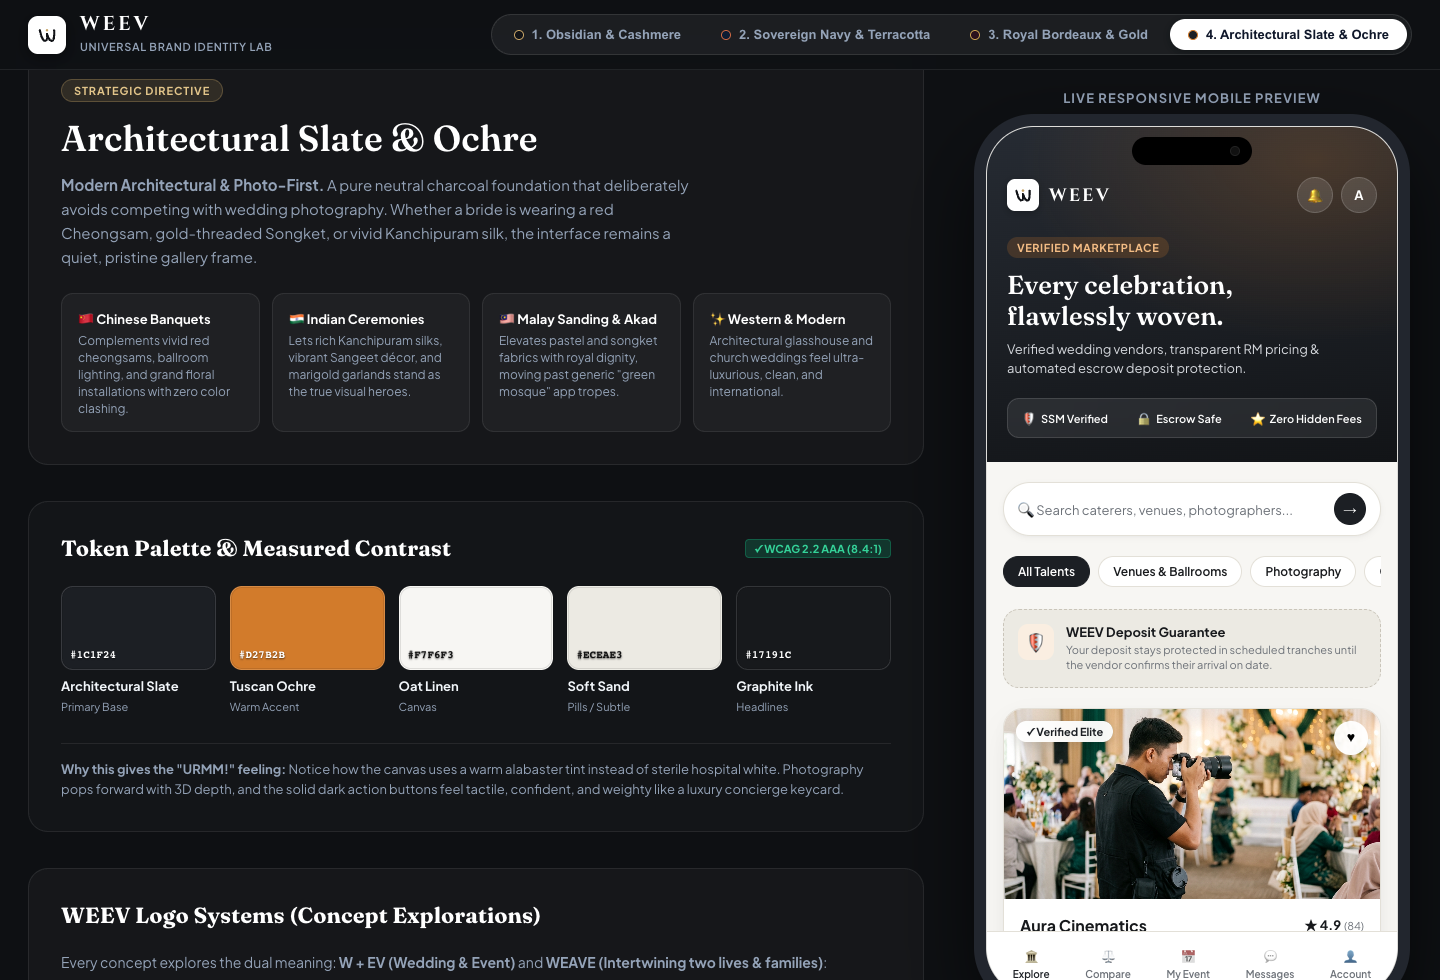 WEEV
UNIVERSAL BRAND IDENTITY LAB
1. Obsidian & Cashmere
2. Sovereign Navy & Terracotta
3. Royal Bordeaux & Gold
4. Architectural Slate & Ochre
STRATEGIC DIRECTIVE
Architectural Slate & Ochre
Modern Architectural & Photo-First. A pure neutral charcoal foundation that deliberately
avoids competing with wedding photography. Whether a bride is wearing a red
Cheongsam, gold-threaded Songket, or vivid Kanchipuram silk, the interface remains a
quiet, pristine gallery frame.
Chinese Banquets
Complements vivid red
cheongsams, ballroom
lighting, and grand floral
installations with zero color
clashing.
Indian Ceremonies
Lets rich Kanchipuram silks,
vibrant Sangeet décor, and
marigold garlands stand as
the true visual heroes.
Malay Sanding & Akad
Elevates pastel and songket
fabrics with royal dignity,
moving past generic "green
mosque" app tropes.
Western & Modern
Architectural glasshouse and
church weddings feel ultra-
luxurious, clean, and
international.
Token Palette & Measured Contrast
✓WCAG 2.2 AAA (8.4:1)
#1C1F24
Architectural Slate
Primary Base
#D27B2B
Tuscan Ochre
Warm Accent
#F7F6F3
Oat Linen
Canvas
#ECEAE3
Soft Sand
Pills / Subtle
#17191C
Graphite Ink
Headlines
Why this gives the "URMM!" feeling: Notice how the canvas uses a warm alabaster tint instead of sterile hospital white. Photography
pops forward with 3D depth, and the solid dark action buttons feel tactile, confident, and weighty like a luxury concierge keycard.
WEEV Logo Systems (Concept Explorations)
Every concept explores the dual meaning: W + EV (Wedding & Event) and WEAVE (Intertwining two lives & families):
LIVE RESPONSIVE MOBILE PREVIEW
WEEV
A
VERIFIED MARKETPLACE
Every celebration,
flawlessly woven.
Verified wedding vendors, transparent RM pricing &
automated escrow deposit protection.
SSM Verified
Escrow Safe
Zero Hidden Fees
Search caterers, venues, photographers...
→
All Talents
Venues & Ballrooms
Photography
WEEV Deposit Guarantee
Your deposit stays protected in scheduled tranches until
the vendor confirms their arrival on date.
✓Verified Elite
♥
Aura Cinematics
★ 4.9 (84)
Explore
Compare
My Event
Messages
Account